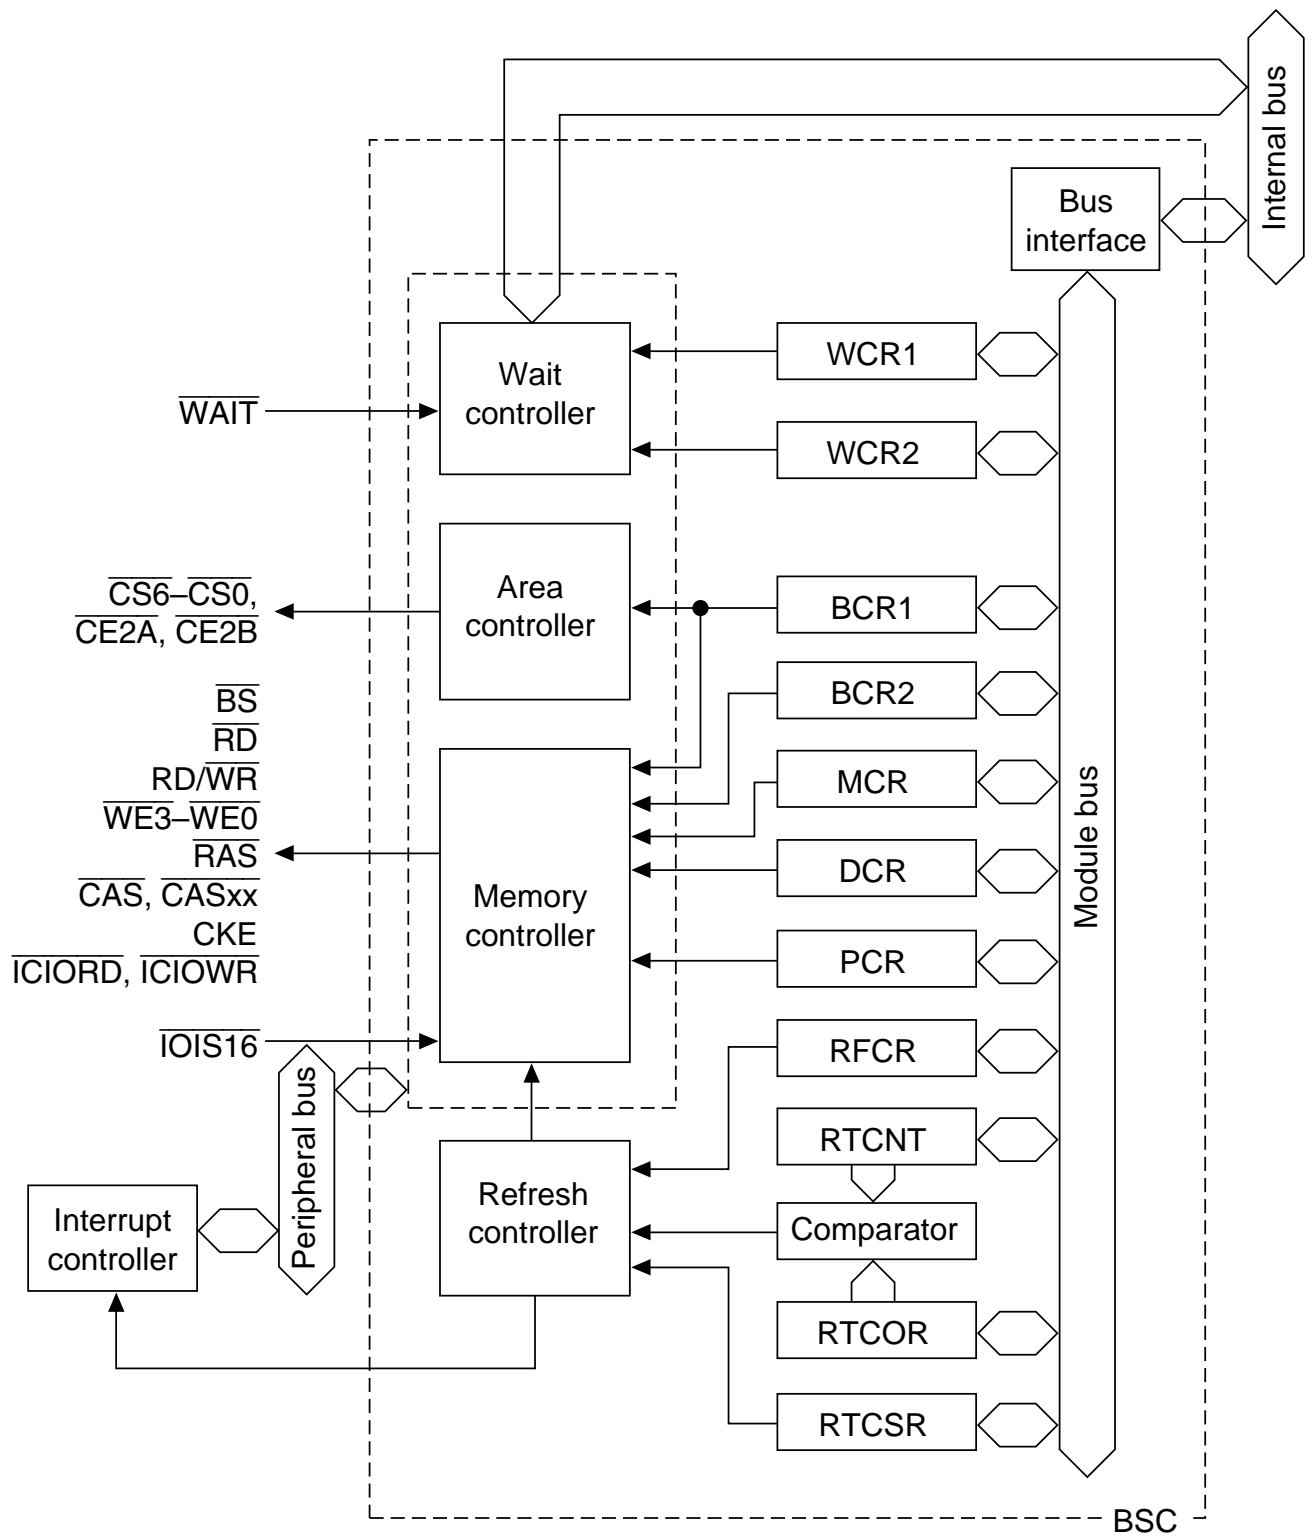 Internal bus
Bus
interface
Wait
controller
WCR1
WAIT
WCR2
Area
controller
CS6–CS0,
CE2A, CE2B
BCR1
BCR2
BS
RD
RD/WR
WE3–WE0
RAS
CAS, CASxx
CKE
ICIORD, ICIOWR
IOIS16
Memory
controller
MCR
DCR
PCR
Module bus
RFCR
RTCNT
Peripheral bus
Interrupt
controller
Refresh
controller
Comparator
RTCOR
RTCSR
BSC